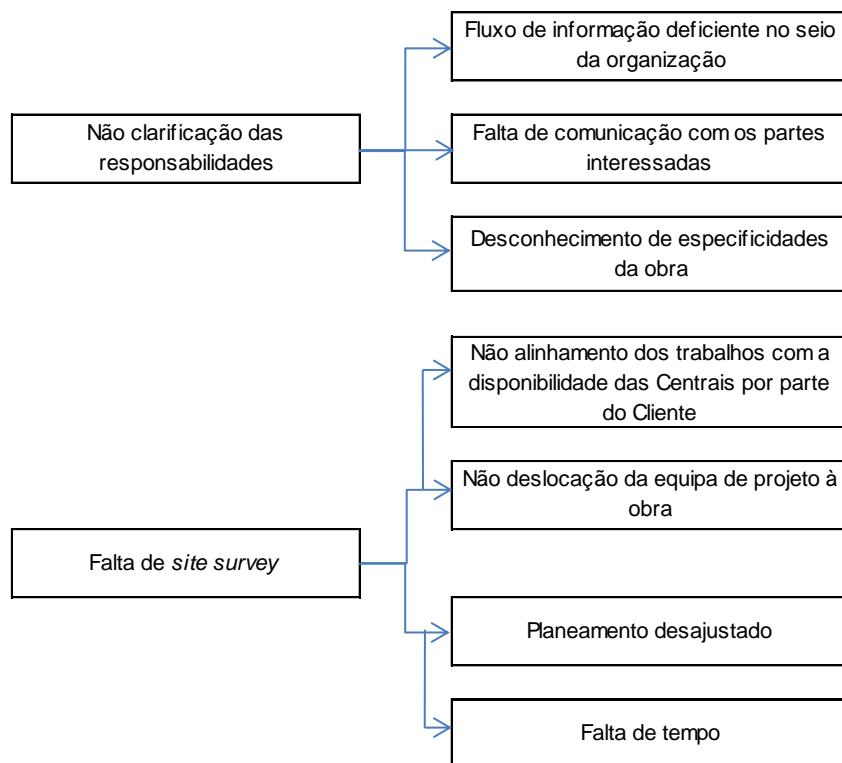 Fluxo de informação deficiente no seio
da organização
Não clarificação das
responsabilidades
Falta de comunicação com os partes
interessadas
Desconhecimento de especificidades
da obra
Não alinhamento dos trabalhos com a
disponibilidade das Centrais por parte
do Cliente
Não deslocação da equipa de projeto à
obra
Falta de site survey
Planeamento desajustado
Falta de tempo